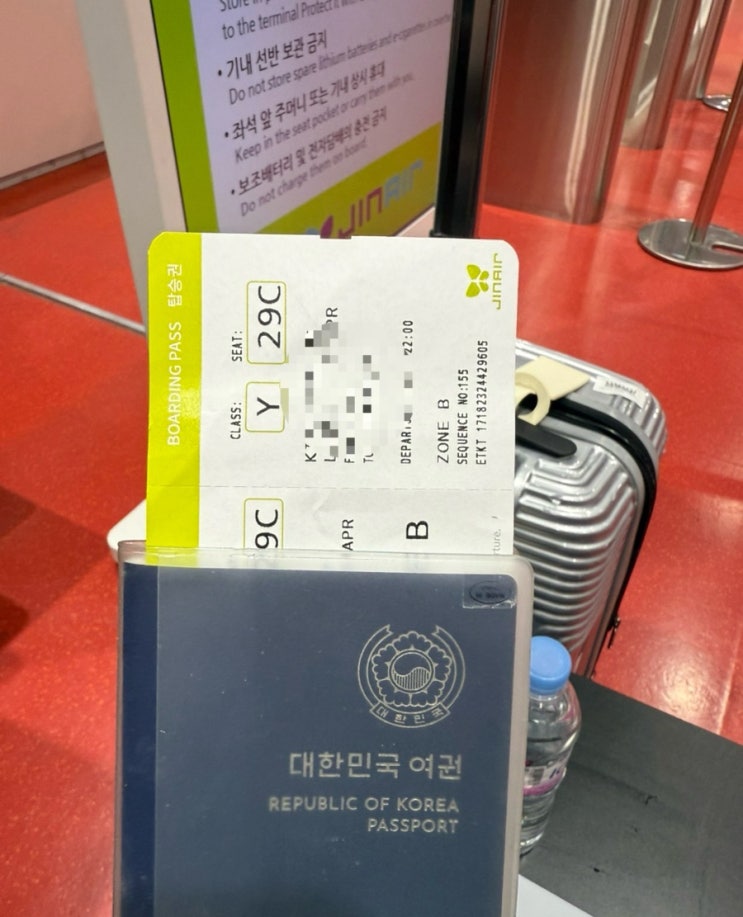 to the terminal Protect it
• 기내 선반 보관 금지
Do not store spare lithium batteries and e-cigarettes in overhe
• 좌석 앞 주머니 또는 기내 상시 휴대
Keep in the seat pocket or carry them with you.
• 보조배터리 및 전자담배의 충전 금지
Do not charge them on board.
JINAIR
BOARDING PASS 탑승권
JINAIR
CLASS: SEAT:
Y 29C
22:00
ZONE B
SEQUENCE NO:155
ETKT 17182324429605
9C
APR
B
대한민국
대한민국 여권
REPUBLIC OF KOREA
PASSPORT